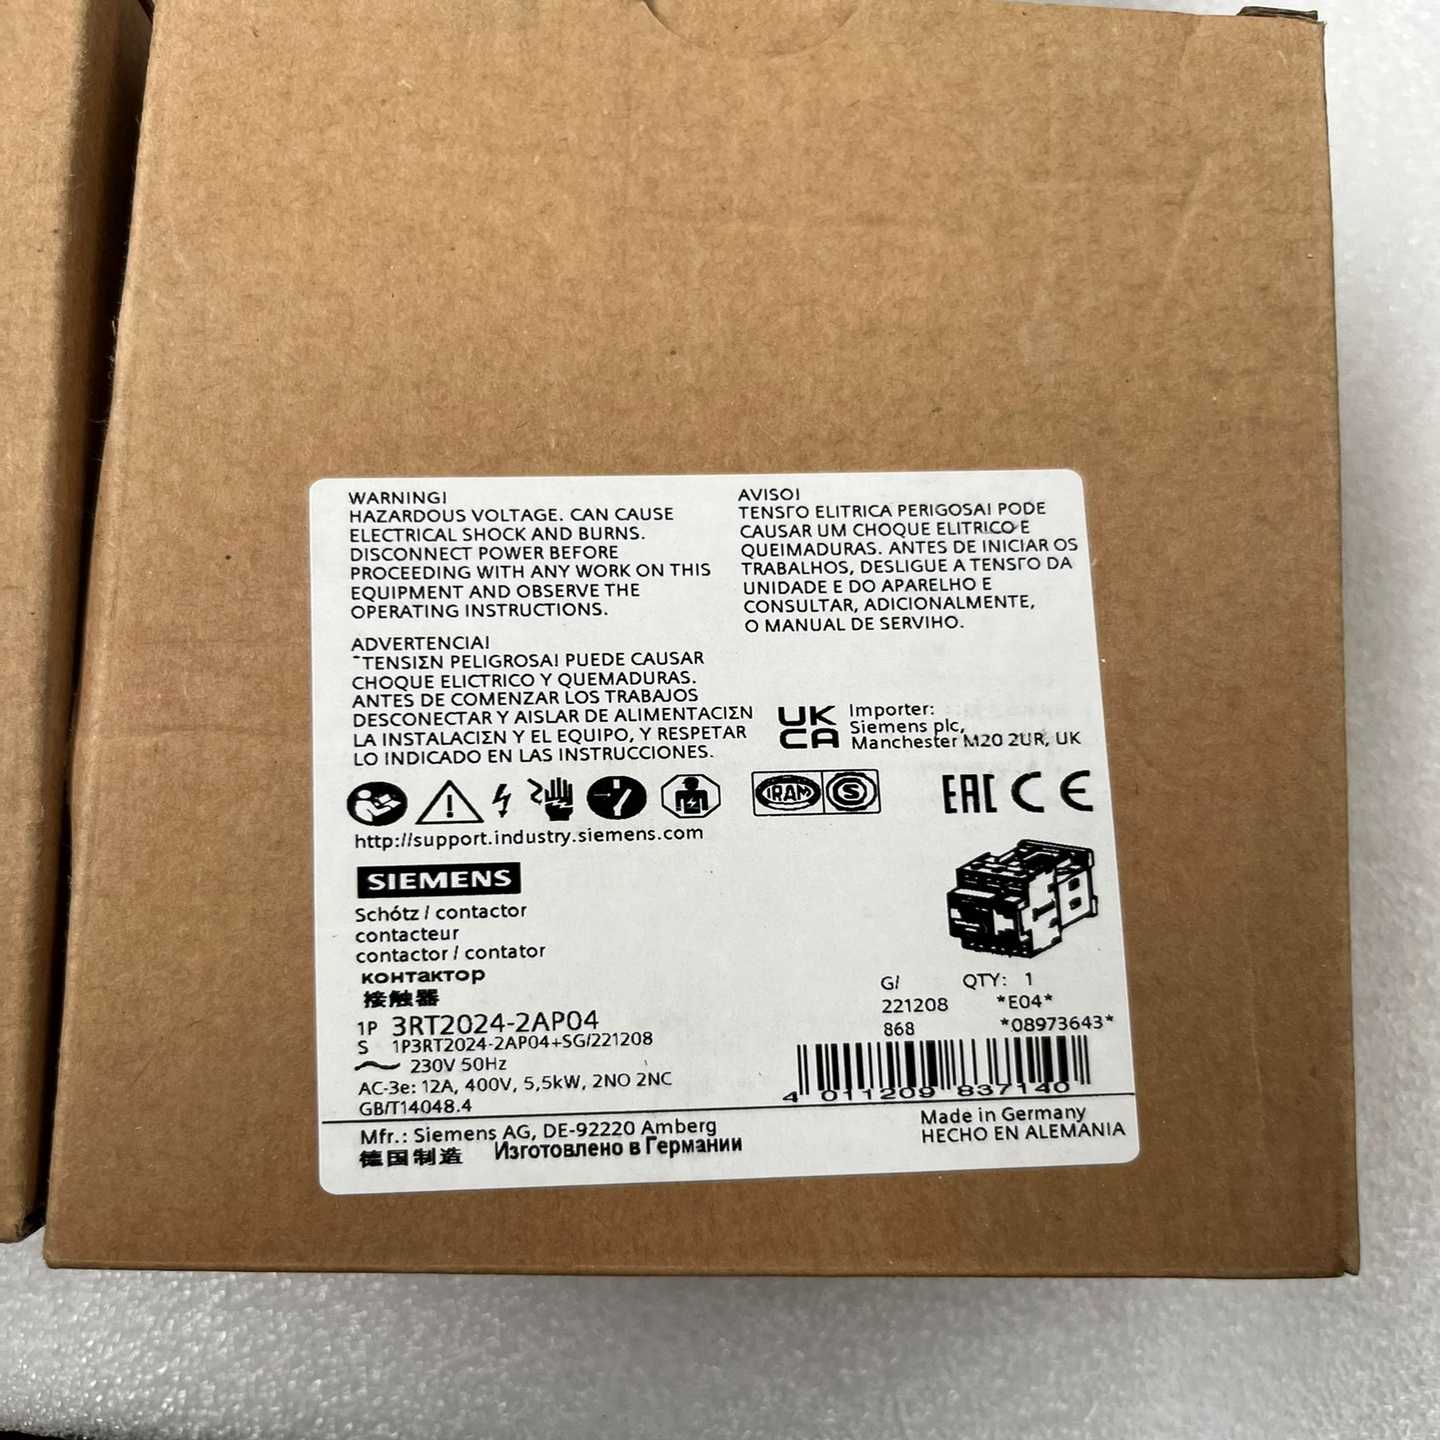 WARNING!
HAZARDOUS VOLTAGE. CAN CAUSE
ELECTRICAL SHOCK AND BURNS.
DISCONNECT POWER BEFORE
PROCEEDING WITH ANY WORK ON THIS
EQUIPMENT AND OBSERVE THE
OPERATING INSTRUCTIONS.
ADVERTENCIA!
¯TENSIΣN PELIGROSA! PUEDE CAUSAR
CHOQUE ELICTRICO Y QUEMADURAS.
ANTES DE COMENZAR LOS TRABAJOS
DESCONECTAR Y AISLAR DE ALIMENTACIΣN
LA INSTALACIΣN Y EL EQUIPO, Y RESPETAR
LO INDICADO EN LAS INSTRUCCIONES.
AVISO!
TENSΓO ELITRICA PERIGOSA! PODE
CAUSAR UM CHOQUE ELITRICO E
QUEIMADURAS. ANTES DE INICIAR OS
TRABALHOS, DESLIGUE A TENSΓO DA
UNIDADE E DO APARELHO E
CONSULTAR, ADICIONALMENTE,
O MANUAL DE SERVIHO.
UK
CA
Importer:
Siemens plc,
Manchester M20 2UR, UK
IRAM S
EAC CE
http://support.industry.siemens.com
SIEMENS
Schótz / contactor
contacteur
contactor / contator
контактор
接触器
1P 3RT2024-2AP04
S 1P3RT2024-2AP04+SG/221208
230V 50Hz
AC-3e: 12A, 400V, 5,5kW, 2NO 2NC
GB/T14048.4
G/ QTY: 1
221208 *E04*
868 *08973643*
4 011209 837140
Mfr.: Siemens AG, DE-92220 Amberg
德国制造 Изготовлено в Германии
Made in Germany
HECHO EN ALEMANIA